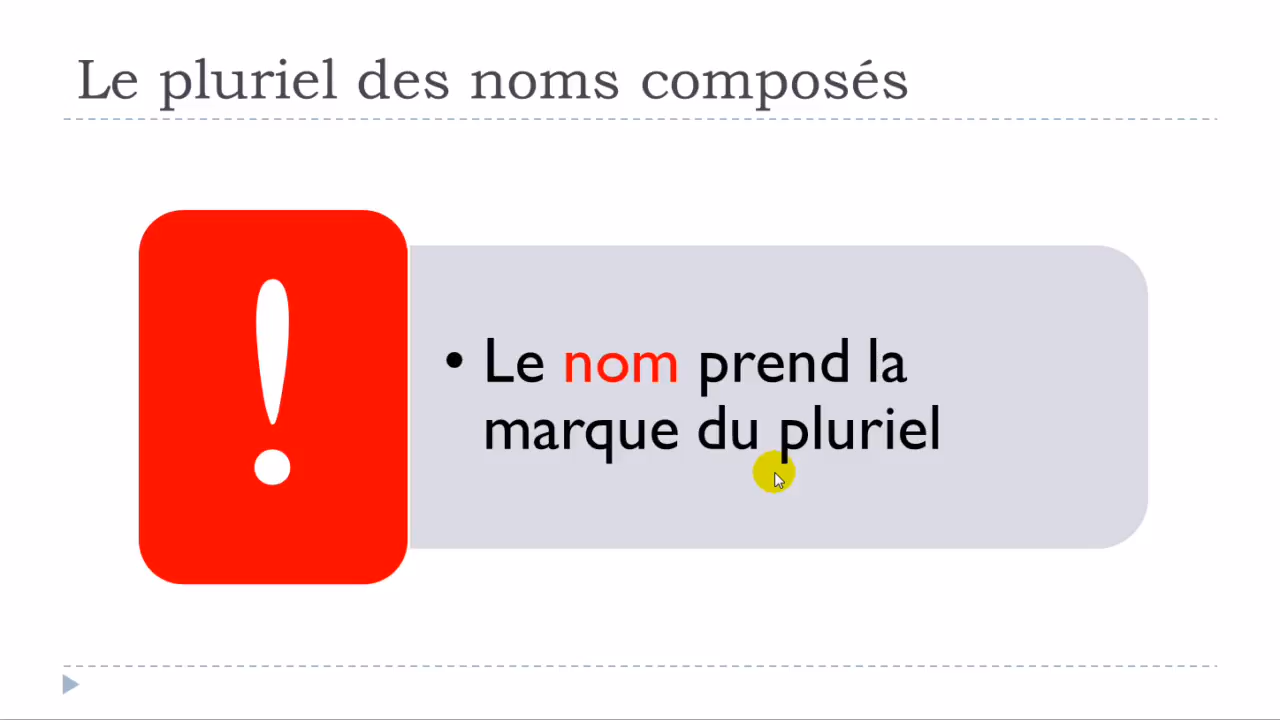 Le pluriel des noms composés
!
• Le nom prend la
marque du pluriel